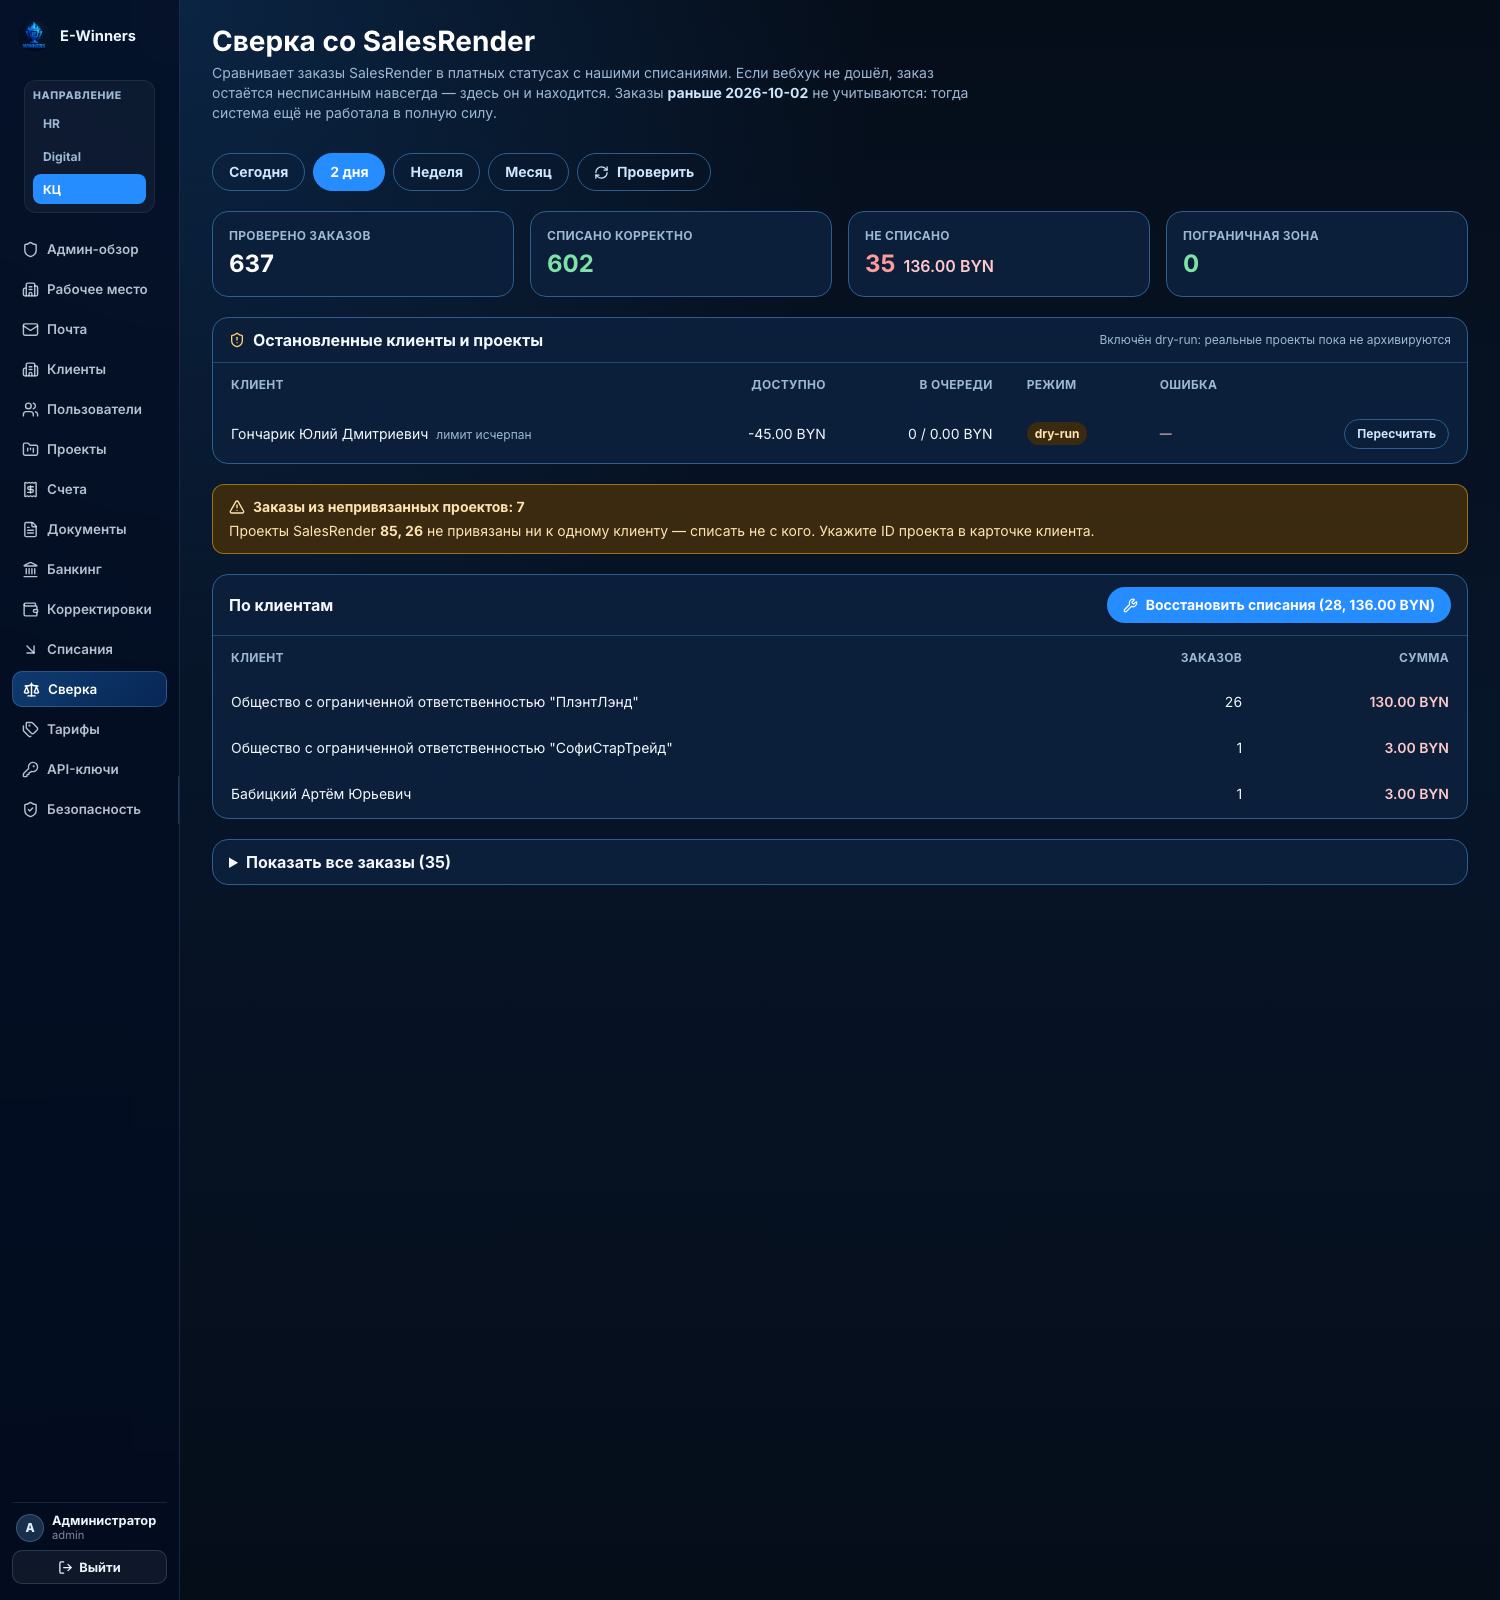 E-Winners
НАПРАВЛЕНИЕ
HR
Digital
КЦ
Админ-обзор
Рабочее место
Почта
Клиенты
Пользователи
Проекты
Счета
Документы
Банкинг
Корректировки
Списания
Сверка
Тарифы
API-ключи
Безопасность
A
Администратор
admin
Выйти
Сверка со SalesRender
Сравнивает заказы SalesRender в платных статусах с нашими списаниями. Если вебхук не дошёл, заказ
остаётся несписанным навсегда — здесь он и находится. Заказы раньше 2026-10-02 не учитываются: тогда
система ещё не работала в полную силу.
Сегодня 2 дня Неделя Месяц Проверить
ПРОВЕРЕНО ЗАКАЗОВ
637
СПИСАНО КОРРЕКТНО
602
НЕ СПИСАНО
35 136.00 BYN
ПОГРАНИЧНАЯ ЗОНА
0
Остановленные клиенты и проекты Включён dry-run: реальные проекты пока не архивируются
КЛИЕНТ ДОСТУПНО В ОЧЕРЕДИ РЕЖИМ ОШИБКА
Гончарик Юлий Дмитриевич лимит исчерпан -45.00 BYN 0 / 0.00 BYN dry-run — Пересчитать
Заказы из непривязанных проектов: 7
Проекты SalesRender 85, 26 не привязаны ни к одному клиенту — списать не с кого. Укажите ID проекта в карточке клиента.
По клиентам Восстановить списания (28, 136.00 BYN)
КЛИЕНТ ЗАКАЗОВ СУММА
Общество с ограниченной ответственностью "ПлэнтЛэнд" 26 130.00 BYN
Общество с ограниченной ответственностью "СофиСтарТрейд" 1 3.00 BYN
Бабицкий Артём Юрьевич 1 3.00 BYN
Показать все заказы (35)